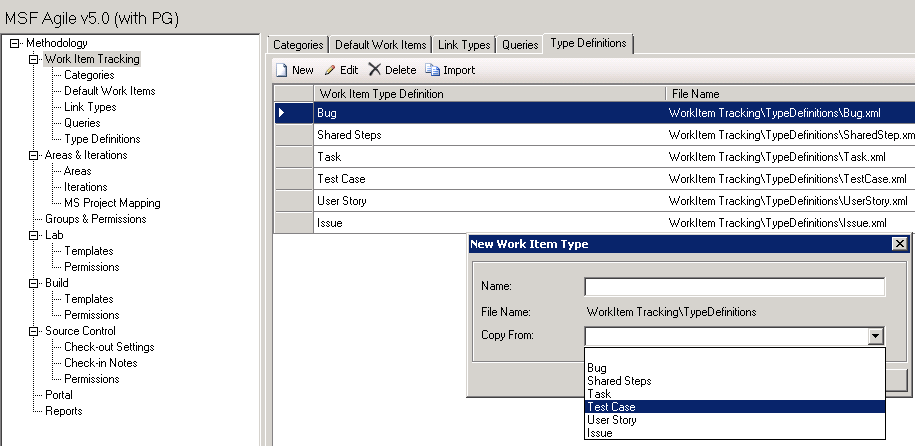 MSF Agile v5.0 (with PG)
Methodology
Work Item Tracking
Categories
Default Work Items
Link Types
Queries
Type Definitions
Areas & Iterations
Areas
Iterations
MS Project Mapping
Groups & Permissions
Lab
Templates
Permissions
Build
Templates
Permissions
Source Control
Check-out Settings
Check-in Notes
Permissions
Portal
Reports
Categories Default Work Items Link Types Queries Type Definitions
New Edit Delete Import
Work Item Type Definition File Name
Bug WorkItem Tracking\TypeDefinitions\Bug.xml
Shared Steps WorkItem Tracking\TypeDefinitions\SharedStep.xm
Task WorkItem Tracking\TypeDefinitions\Task.xml
Test Case WorkItem Tracking\TypeDefinitions\TestCase.xml
User Story WorkItem Tracking\TypeDefinitions\UserStory.xml
Issue WorkItem Tracking\TypeDefinitions\Issue.xml
New Work Item Type
Name:
File Name: WorkItem Tracking\TypeDefinitions
Copy From:
Bug
Shared Steps
Task
Test Case
User Story
Issue